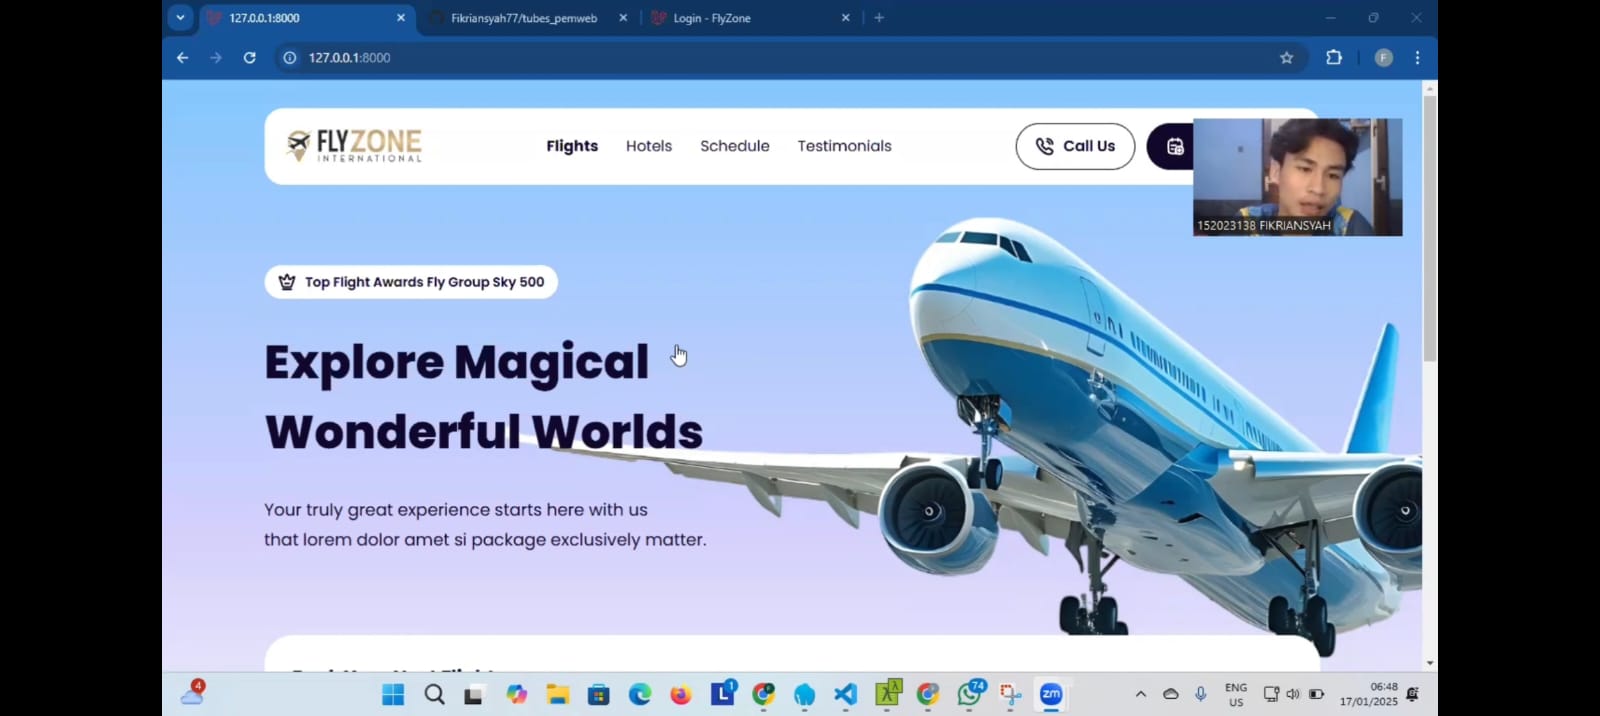 127.0.0.1:8000
Fikriansyah77/tubes_pemweb
Login - FlyZone
127.0.0.1:8000
F
FLYZONE
INTERNATIONAL
Flights
Hotels
Schedule
Testimonials
Call Us
152023138 FIKRIANSYAH
Top Flight Awards Fly Group Sky 500
Explore Magical
Wonderful Worlds
Your truly great experience starts here with us
that lorem dolor amet si package exclusively matter.
4
L
1
74
zm
ENG
US
06:48
17/01/2025